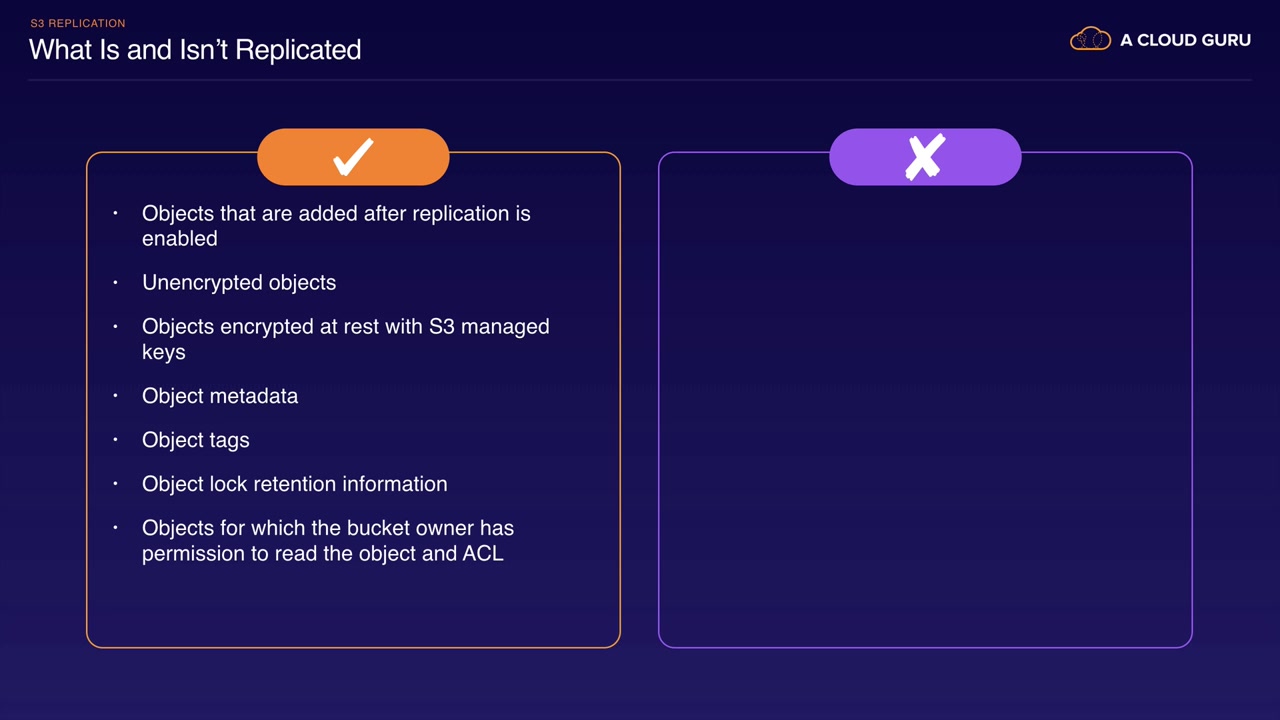 S3 REPLICATION
What Is and Isn’t Replicated
A CLOUD GURU
✓
• Objects that are added after replication is
enabled
• Unencrypted objects
• Objects encrypted at rest with S3 managed
keys
• Object metadata
• Object tags
• Object lock retention information
• Objects for which the bucket owner has
permission to read the object and ACL
✘